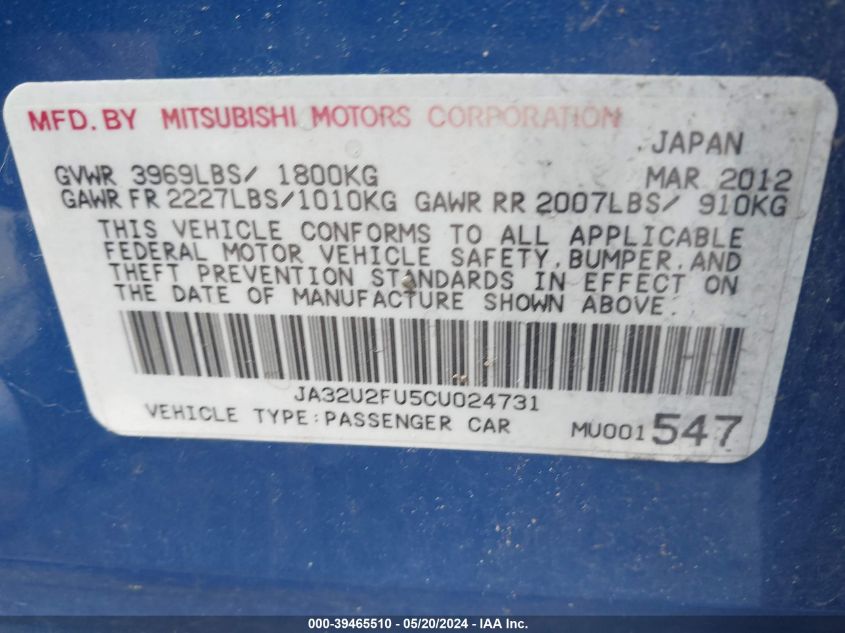 MFD. BY MITSUBISHI MOTORS CORPORATION
JAPAN
GVWR 3969LBS/ 1800KG MAR 2012
GAWR FR 2227LBS/1010KG GAWR RR 2007LBS/ 910KG
THIS VEHICLE CONFORMS TO ALL APPLICABLE
FEDERAL MOTOR VEHICLE SAFETY, BUMPER, AND
THEFT PREVENTION STANDARDS IN EFFECT ON
THE DATE OF MANUFACTURE SHOWN ABOVE.
JA32U2FU5CU024731
VEHICLE TYPE:PASSENGER CAR MU001547
000-39465510 - 05/20/2024 - IAA Inc.